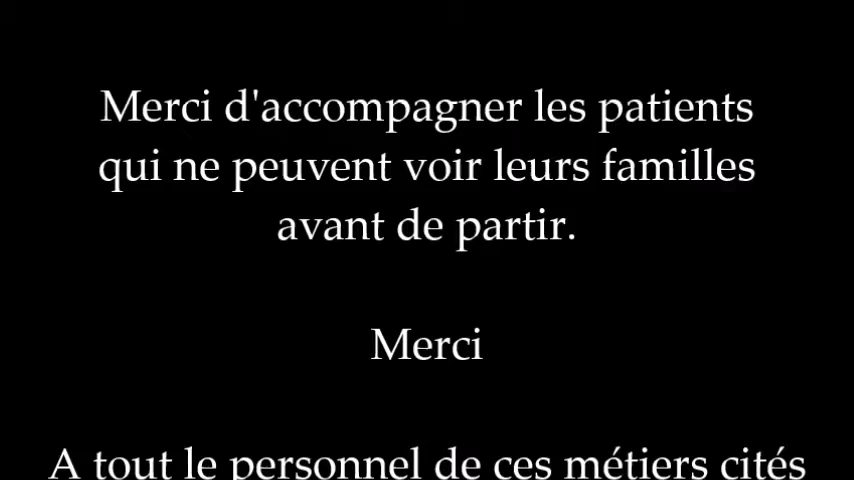 Merci d'accompagner les patients
qui ne peuvent voir leurs familles
avant de partir.
Merci
A tout le personnel de ces métiers cités